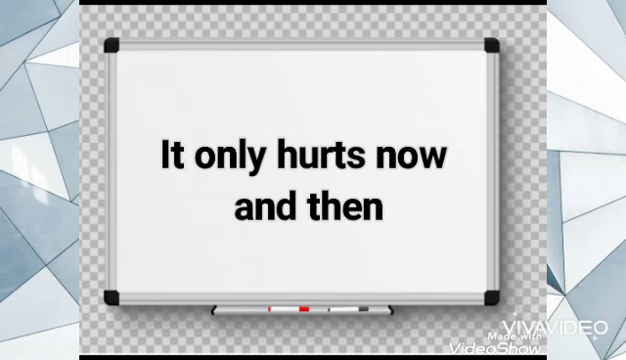 It only hurts now
and then
VIVAVIDEO
Made with
VideoShow